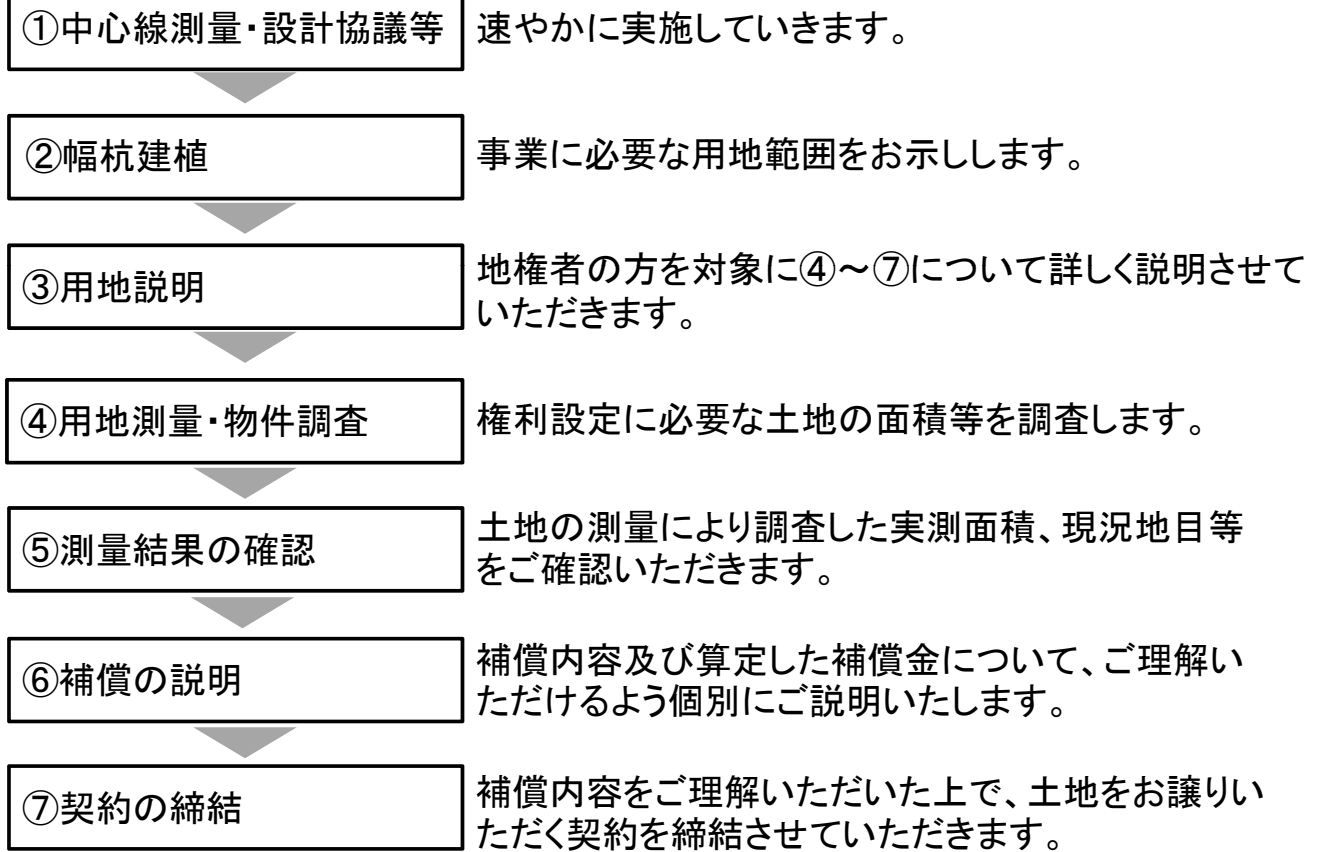 ①中心線測量・設計協議等
速やかに実施していきます。
②幅杭建植
事業に必要な用地範囲をお示しします。
③用地説明
地権者の方を対象に④～⑦について詳しく説明させて
いただきます。
④用地測量・物件調査
権利設定に必要な土地の面積等を調査します。
⑤測量結果の確認
土地の測量により調査した実測面積、現況地目等
をご確認いただきます。
⑥補償の説明
補償内容及び算定した補償金について、ご理解い
ただけるよう個別にご説明いたします。
⑦契約の締結
補償内容をご理解いただいた上で、土地をお譲りい
ただく契約を締結させていただきます。